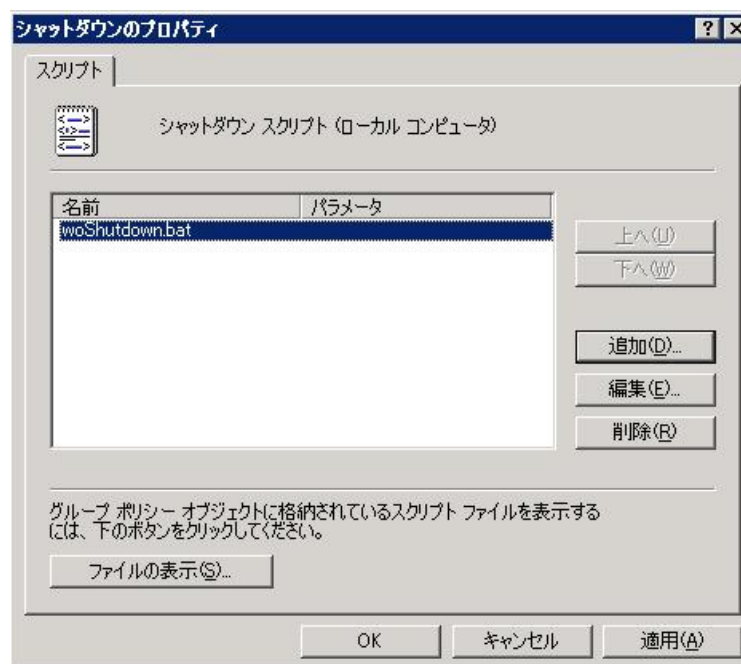 シャットダウンのプロパティ
スクリプト
シャットダウン スクリプト (ローカル コンピュータ)
名前 パラメータ
woShutdown.bat
上へ(U)
下へ(W)
追加(D)...
編集(E)...
削除(R)
グループ ポリシー オブジェクトに格納されているスクリプト ファイルを表示する
には、下のボタンをクリックしてください。
ファイルの表示(S)...
OK キャンセル 適用(A)